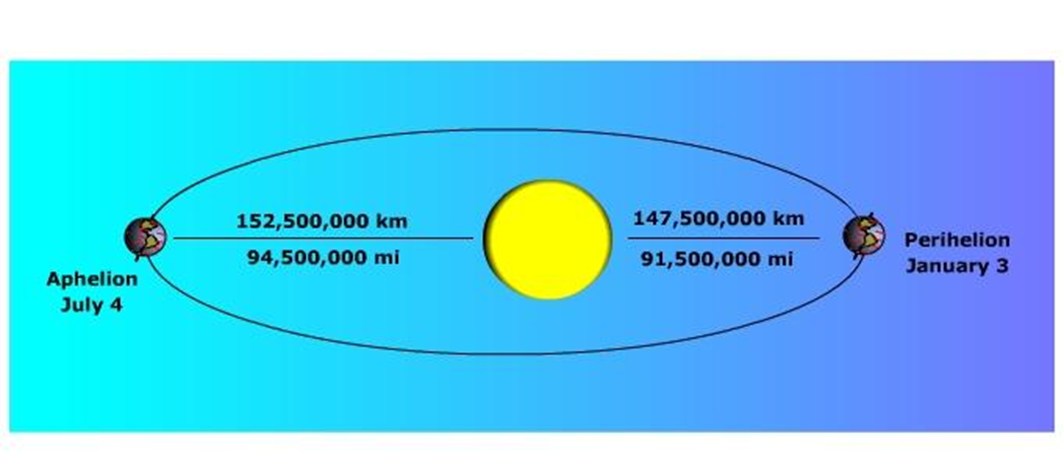 152,500,000 km
94,500,000 mi
147,500,000 km
91,500,000 mi
Aphelion
July 4
Perihelion
January 3